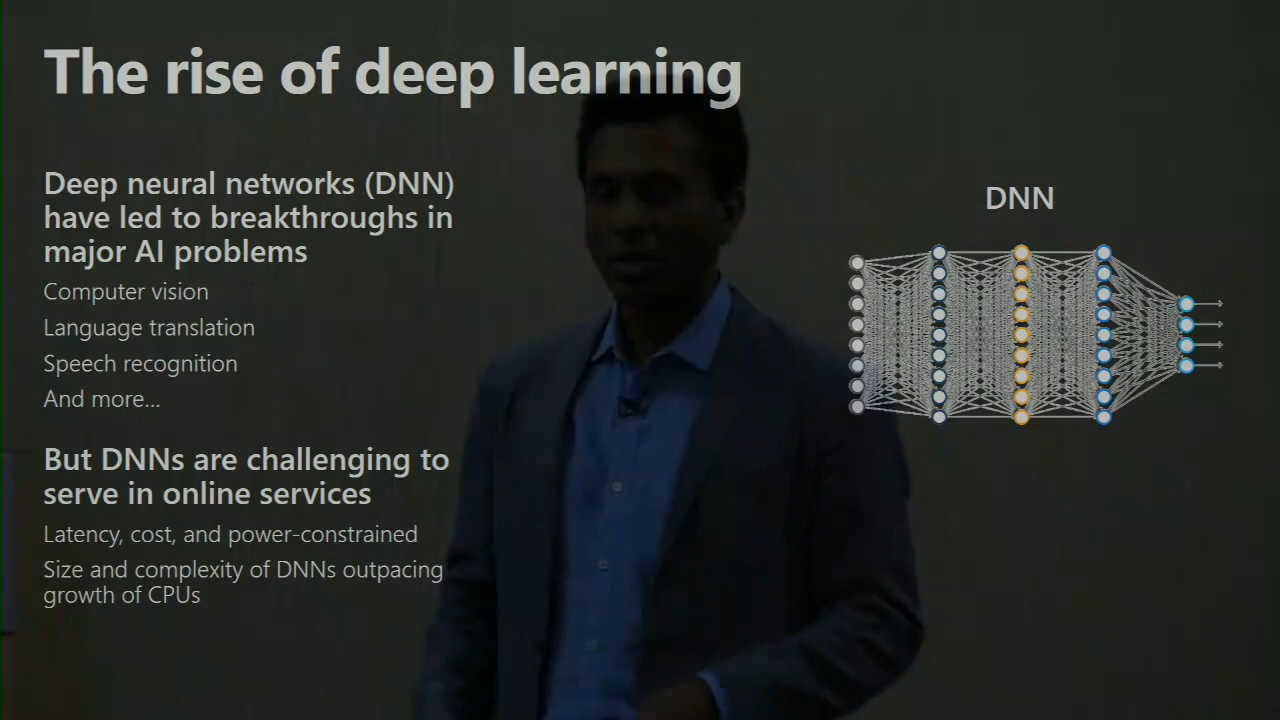 The rise of deep learning
Deep neural networks (DNN)
have led to breakthroughs in
major AI problems
Computer vision
Language translation
Speech recognition
And more...
But DNNs are challenging to
serve in online services
Latency, cost, and power-constrained
Size and complexity of DNNs outpacing
growth of CPUs
DNN